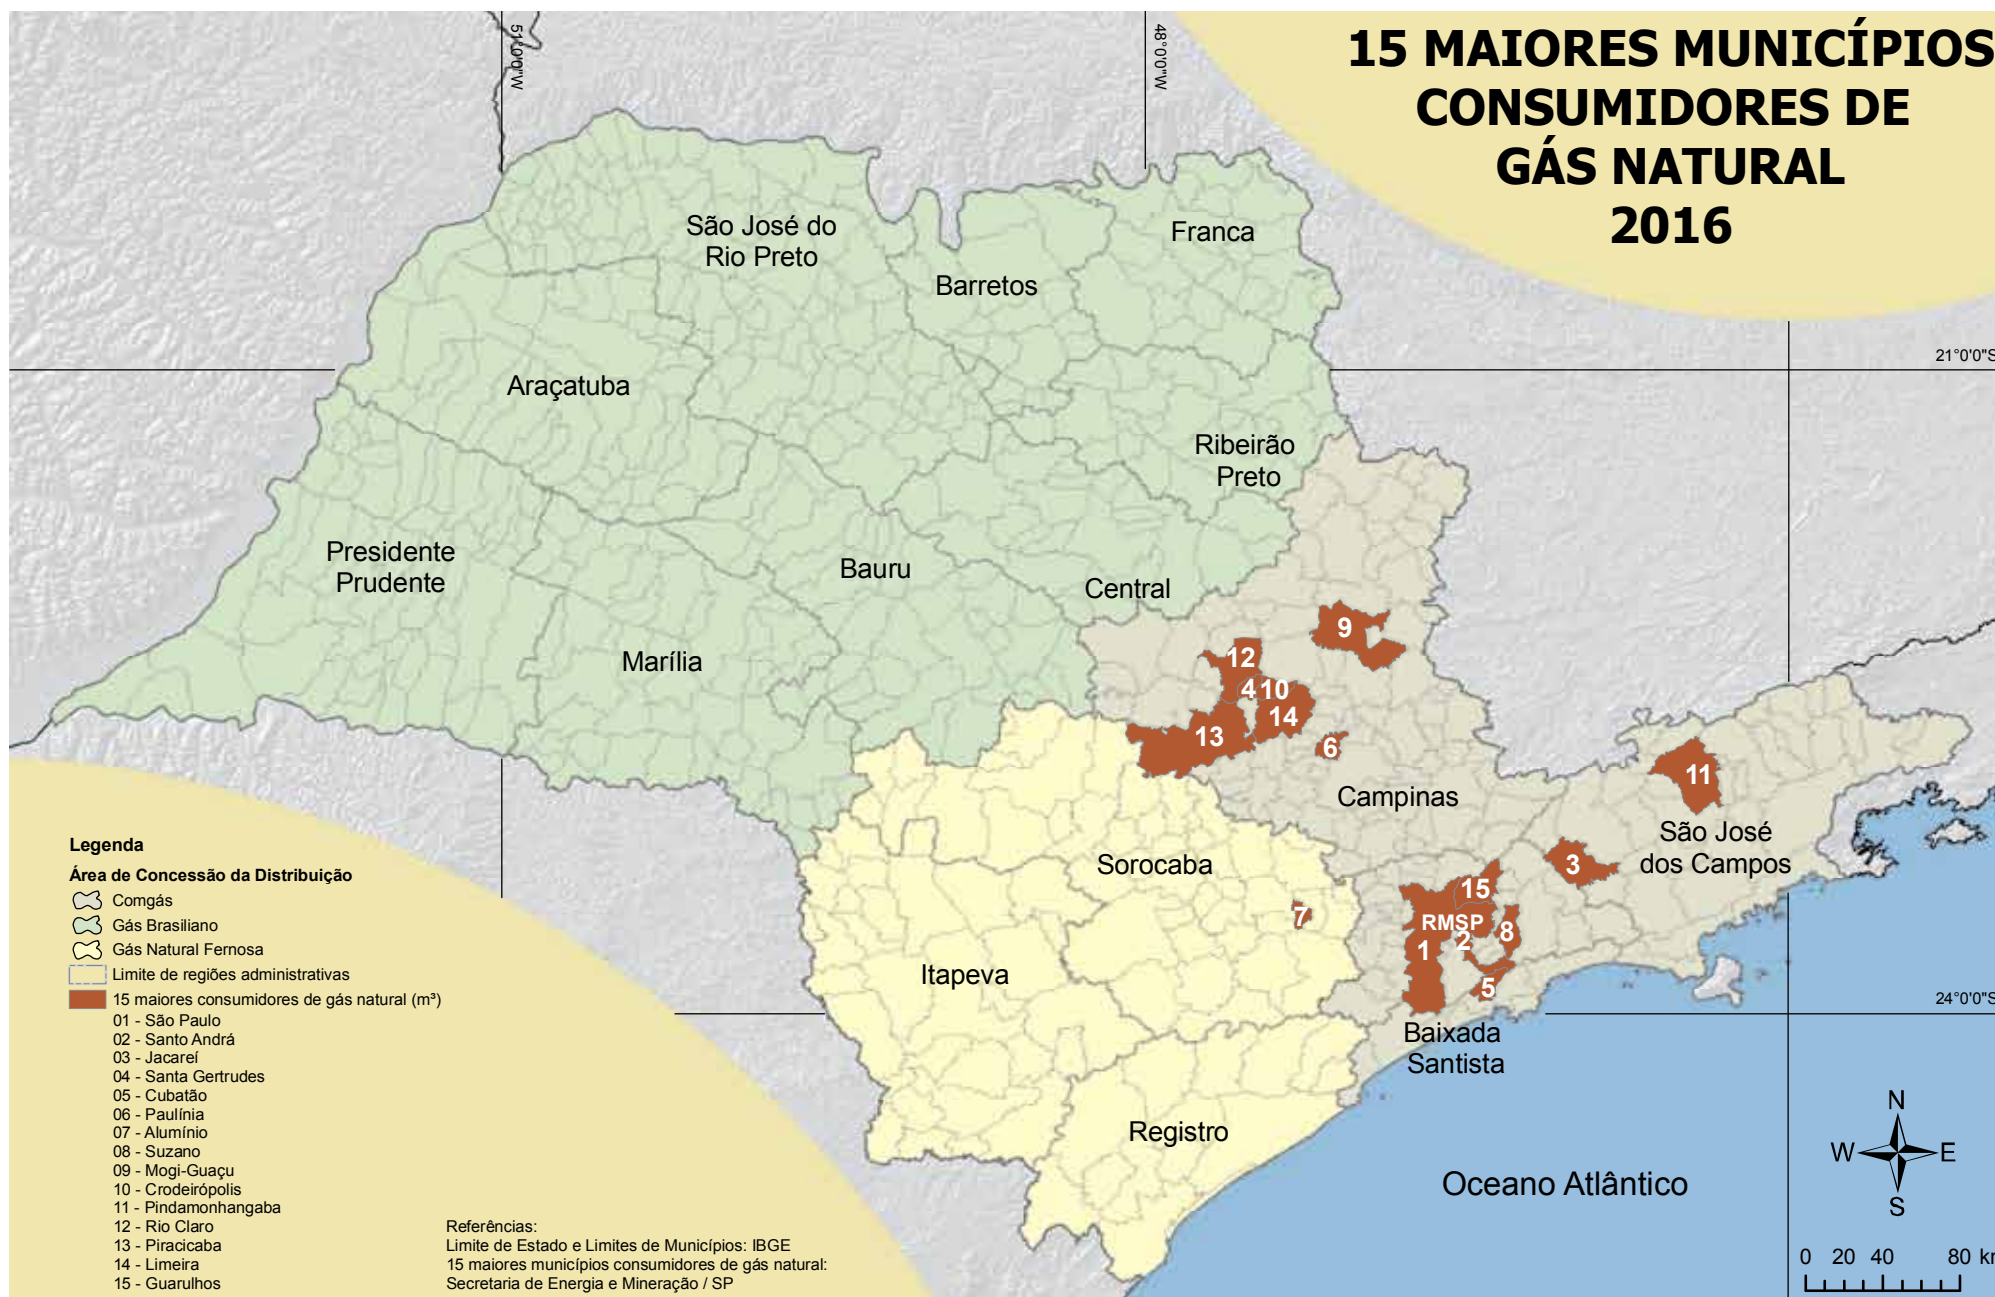 15 MAIORES MUNICÍPIOS
CONSUMIDORES DE
GÁS NATURAL
2016
51°0'0"W
48°0'0"W
21°0'0"S
24°0'0"S
São José do
Rio Preto
Barretos
Franca
Araçatuba
Ribeirão
Preto
Presidente
Prudente
Bauru
Central
Marília
9
12
4
10
14
13
6
11
Campinas
São José
dos Campos
Sorocaba
3
15
7
RMSP
8
2
1
5
Itapeva
Baixada
Santista
Registro
Oceano Atlântico
N
W
E
S
0 20 40 80 km
Legenda
Área de Concessão da Distribuição
Comgás
Gás Brasiliano
Gás Natural Fernosa
Limite de regiões administrativas
15 maiores consumidores de gás natural (m³)
01 - São Paulo
02 - Santo Andrá
03 - Jacareí
04 - Santa Gertrudes
05 - Cubatão
06 - Paulínia
07 - Alumínio
08 - Suzano
09 - Mogi-Guaçu
10 - Crodeirópolis
11 - Pindamonhangaba
12 - Rio Claro
13 - Piracicaba
14 - Limeira
15 - Guarulhos
Referências:
Limite de Estado e Limites de Municípios: IBGE
15 maiores municípios consumidores de gás natural:
Secretaria de Energia e Mineração / SP